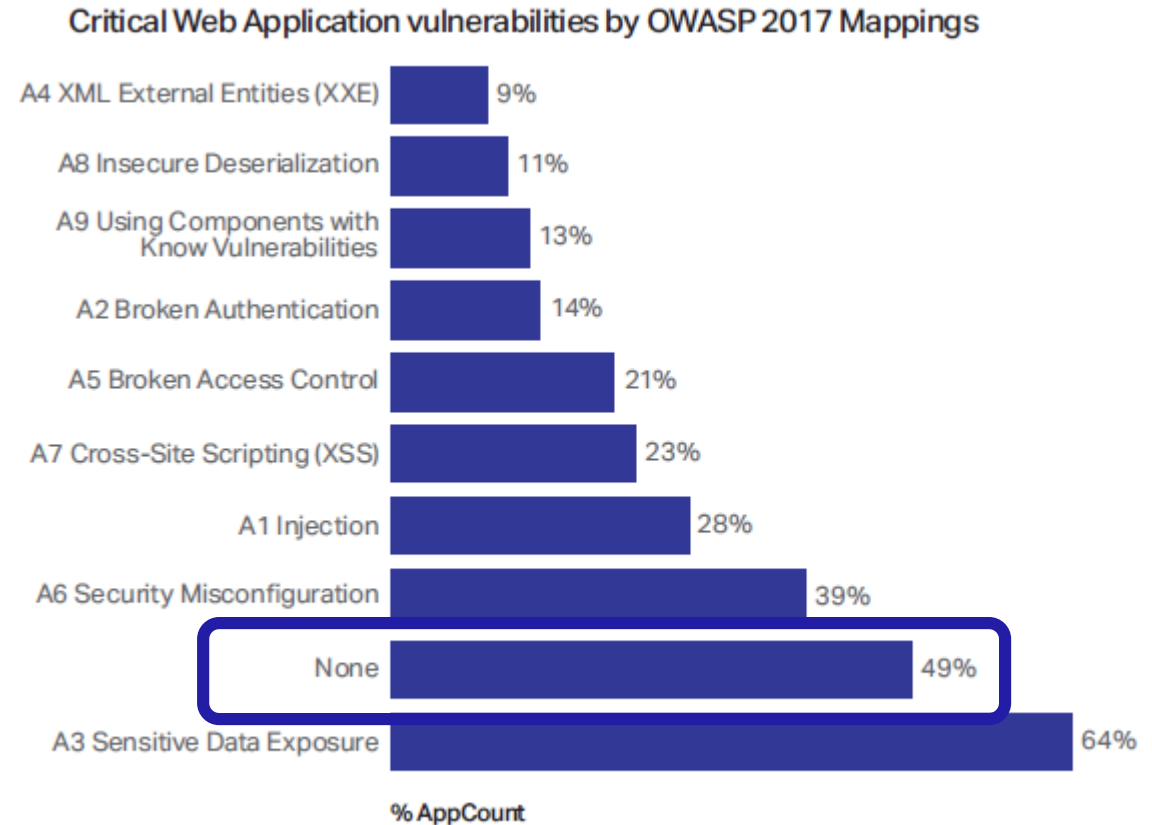 Critical Web Application vulnerabilities by OWASP 2017 Mappings
A4 XML External Entities (XXE) 9%
A8 Insecure Deserialization 11%
A9 Using Components with
Know Vulnerabilities 13%
A2 Broken Authentication 14%
A5 Broken Access Control 21%
A7 Cross-Site Scripting (XSS) 23%
A1 Injection 28%
A6 Security Misconfiguration 39%
None 49%
A3 Sensitive Data Exposure 64%
% AppCount